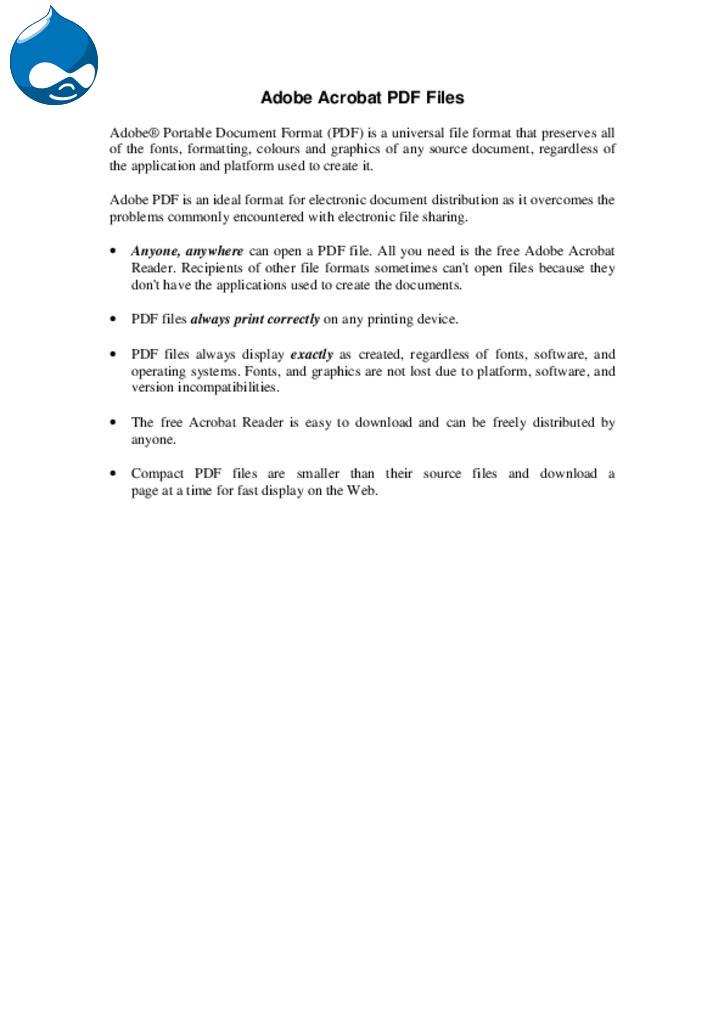 Adobe Acrobat PDF Files
Adobe® Portable Document Format (PDF) is a universal file format that preserves all
of the fonts, formatting, colours and graphics of any source document, regardless of
the application and platform used to create it.
Adobe PDF is an ideal format for electronic document distribution as it overcomes the
problems commonly encountered with electronic file sharing.
• Anyone, anywhere can open a PDF file. All you need is the free Adobe Acrobat
Reader. Recipients of other file formats sometimes can't open files because they
don't have the applications used to create the documents.
• PDF files always print correctly on any printing device.
• PDF files always display exactly as created, regardless of fonts, software, and
operating systems. Fonts, and graphics are not lost due to platform, software, and
version incompatibilities.
• The free Acrobat Reader is easy to download and can be freely distributed by
anyone.
• Compact PDF files are smaller than their source files and download a
page at a time for fast display on the Web.